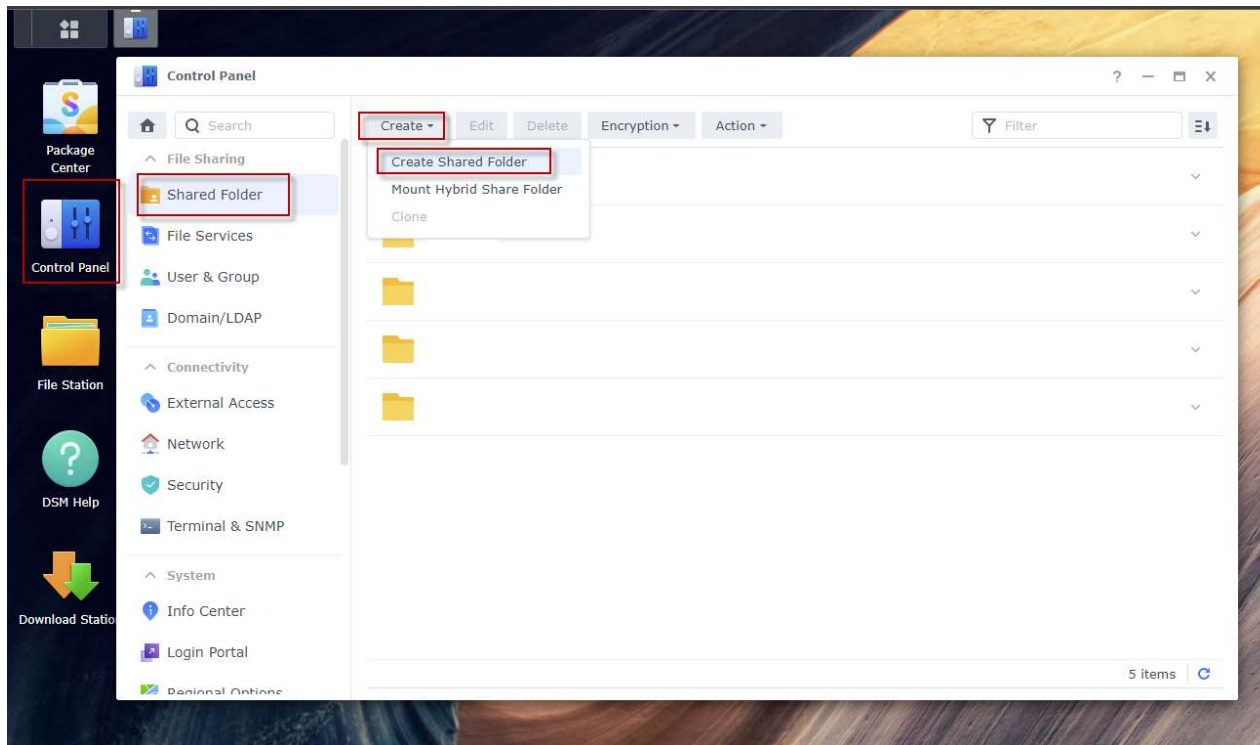 Control Panel
Search
Create Edit Delete Encryption Action
Filter
Package
Center
File Sharing
Create Shared Folder
Shared Folder
Mount Hybrid Share Folder
Clone
File Services
Control Panel
User & Group
Domain/LDAP
Connectivity
File Station
External Access
Network
Security
DSM Help
Terminal & SNMP
System
Info Center
Download Statio
Login Portal
5 items
Regional Options